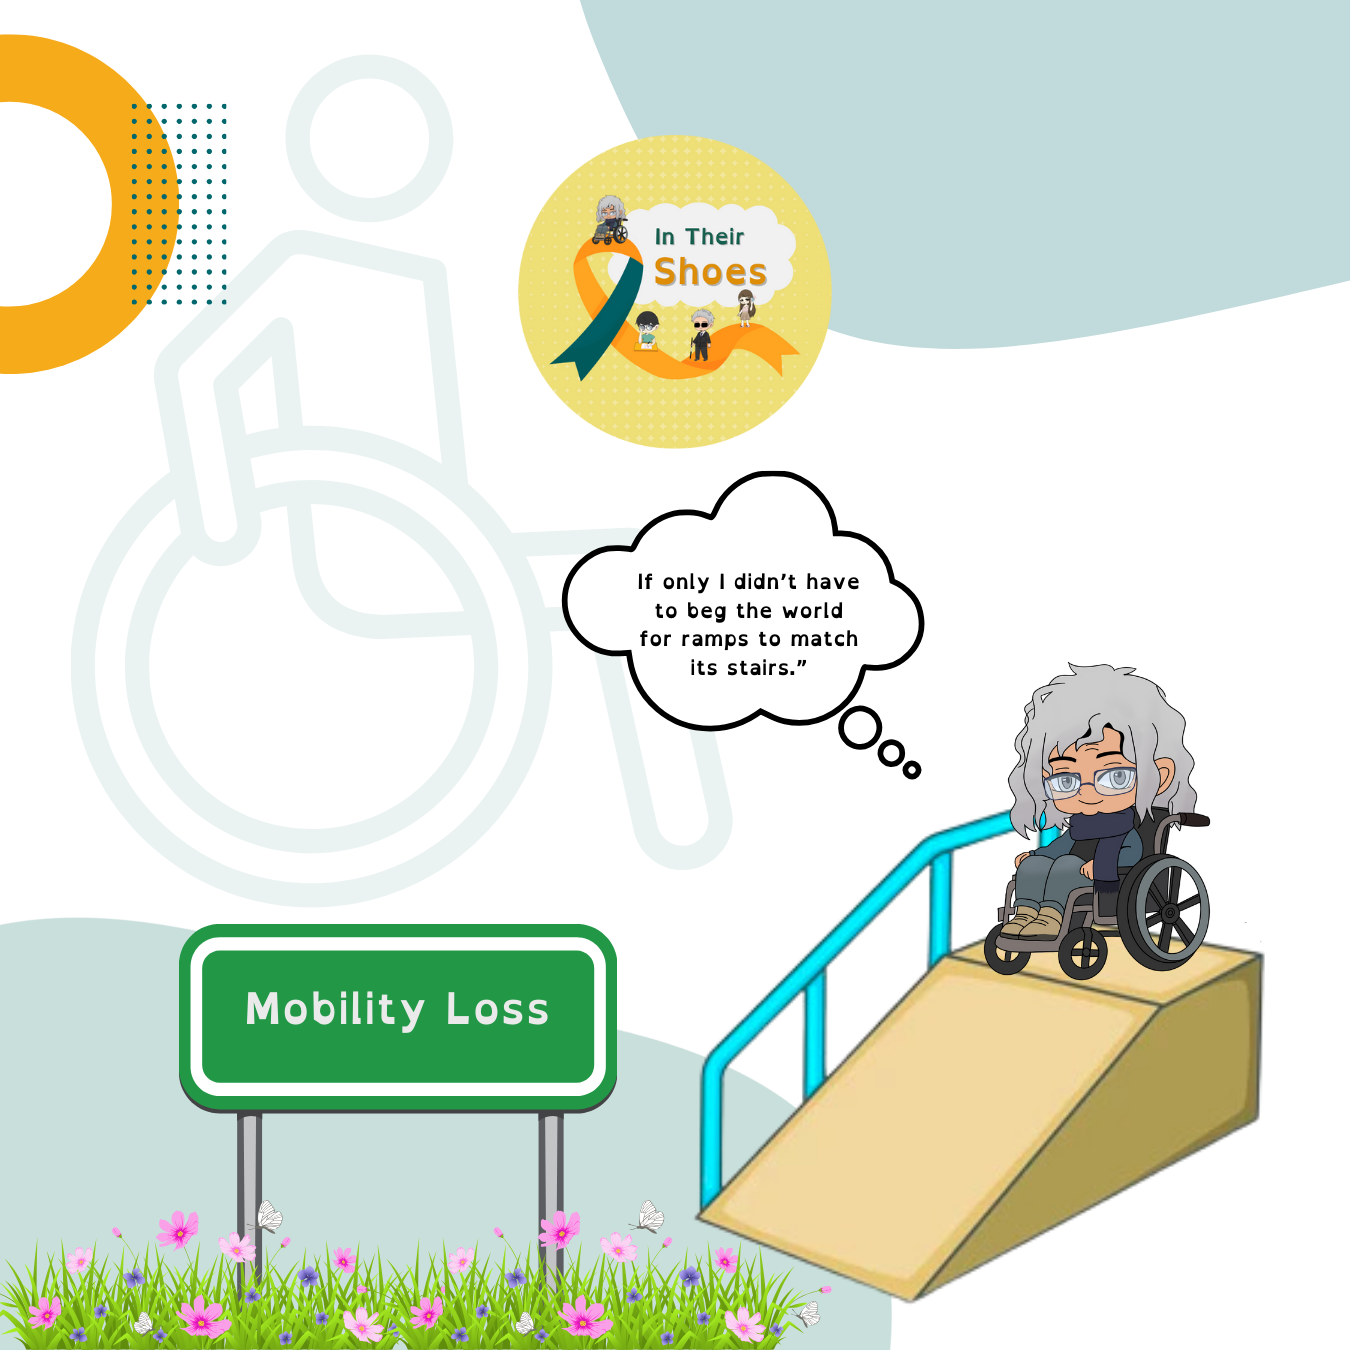 In Their
Shoes
If only I didn't have
to beg the world
for ramps to match
its stairs.”
Mobility Loss